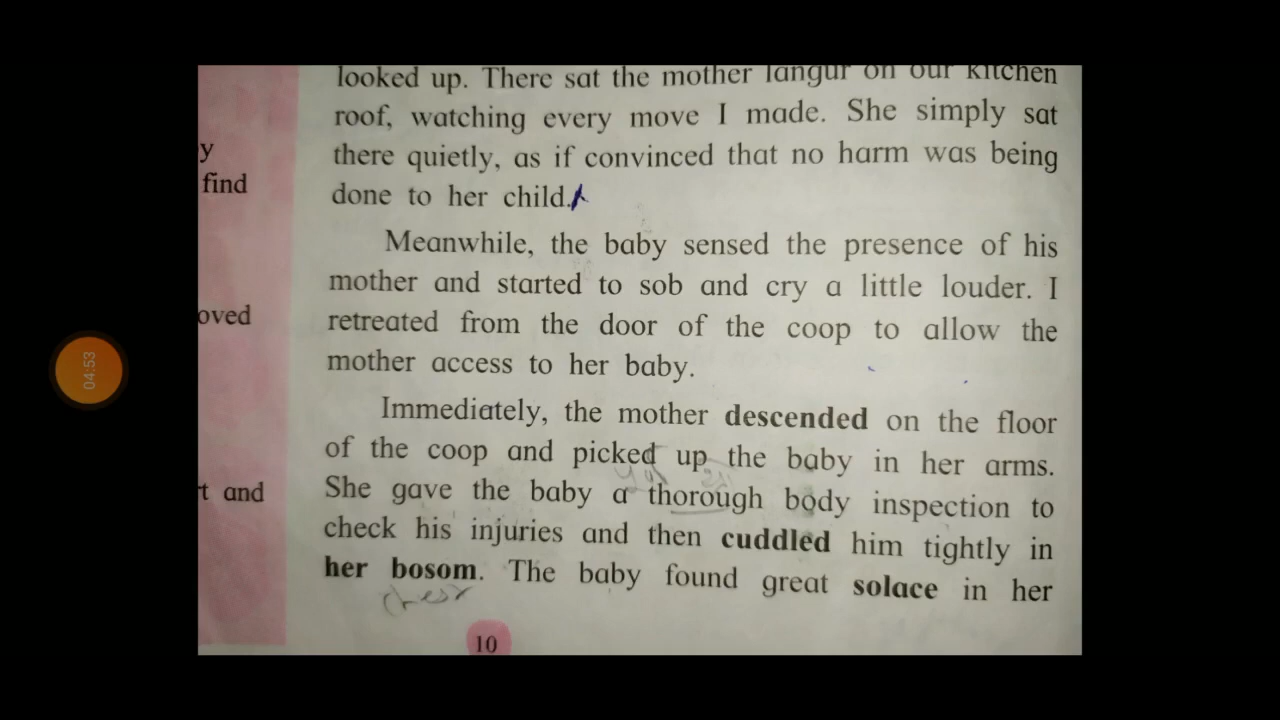 looked up. There sat the mother langur on our kitchen
roof, watching every move I made. She simply sat
there quietly, as if convinced that no harm was being
done to her child.
Meanwhile, the baby sensed the presence of his
mother and started to sob and cry a little louder. I
retreated from the door of the coop to allow the
mother access to her baby.
Immediately, the mother descended on the floor
of the coop and picked up the baby in her arms.
She gave the baby a thorough body inspection to
check his injuries and then cuddled him tightly in
her bosom. The baby found great solace in her
10
y
find
oved
t and
04:53